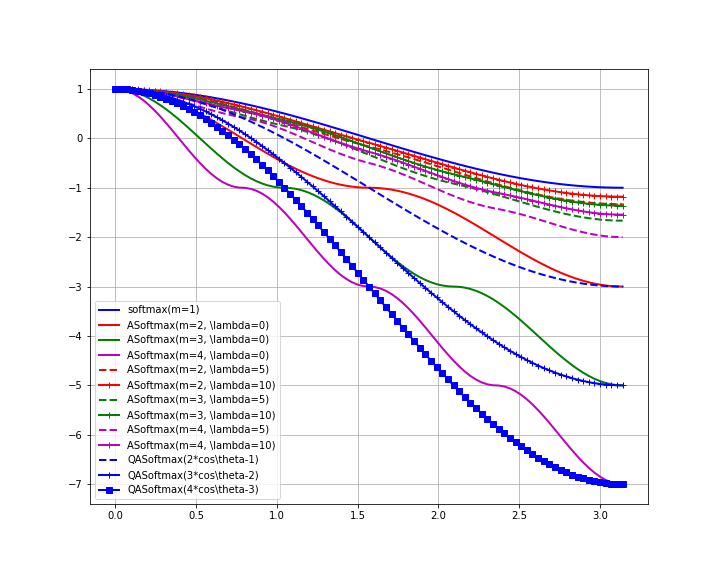 1
0
−1
−2
−3
−4
−5
−6
−7
softmax(m=1)
ASoftmax(m=2, \lambda=0)
ASoftmax(m=3, \lambda=0)
ASoftmax(m=4, \lambda=0)
ASoftmax(m=2, \lambda=5)
ASoftmax(m=2, \lambda=10)
ASoftmax(m=3, \lambda=5)
ASoftmax(m=3, \lambda=10)
ASoftmax(m=4, \lambda=5)
ASoftmax(m=4, \lambda=10)
QASoftmax(2*cos\theta-1)
QASoftmax(3*cos\theta-2)
QASoftmax(4*cos\theta-3)
0.0 0.5 1.0 1.5 2.0 2.5 3.0